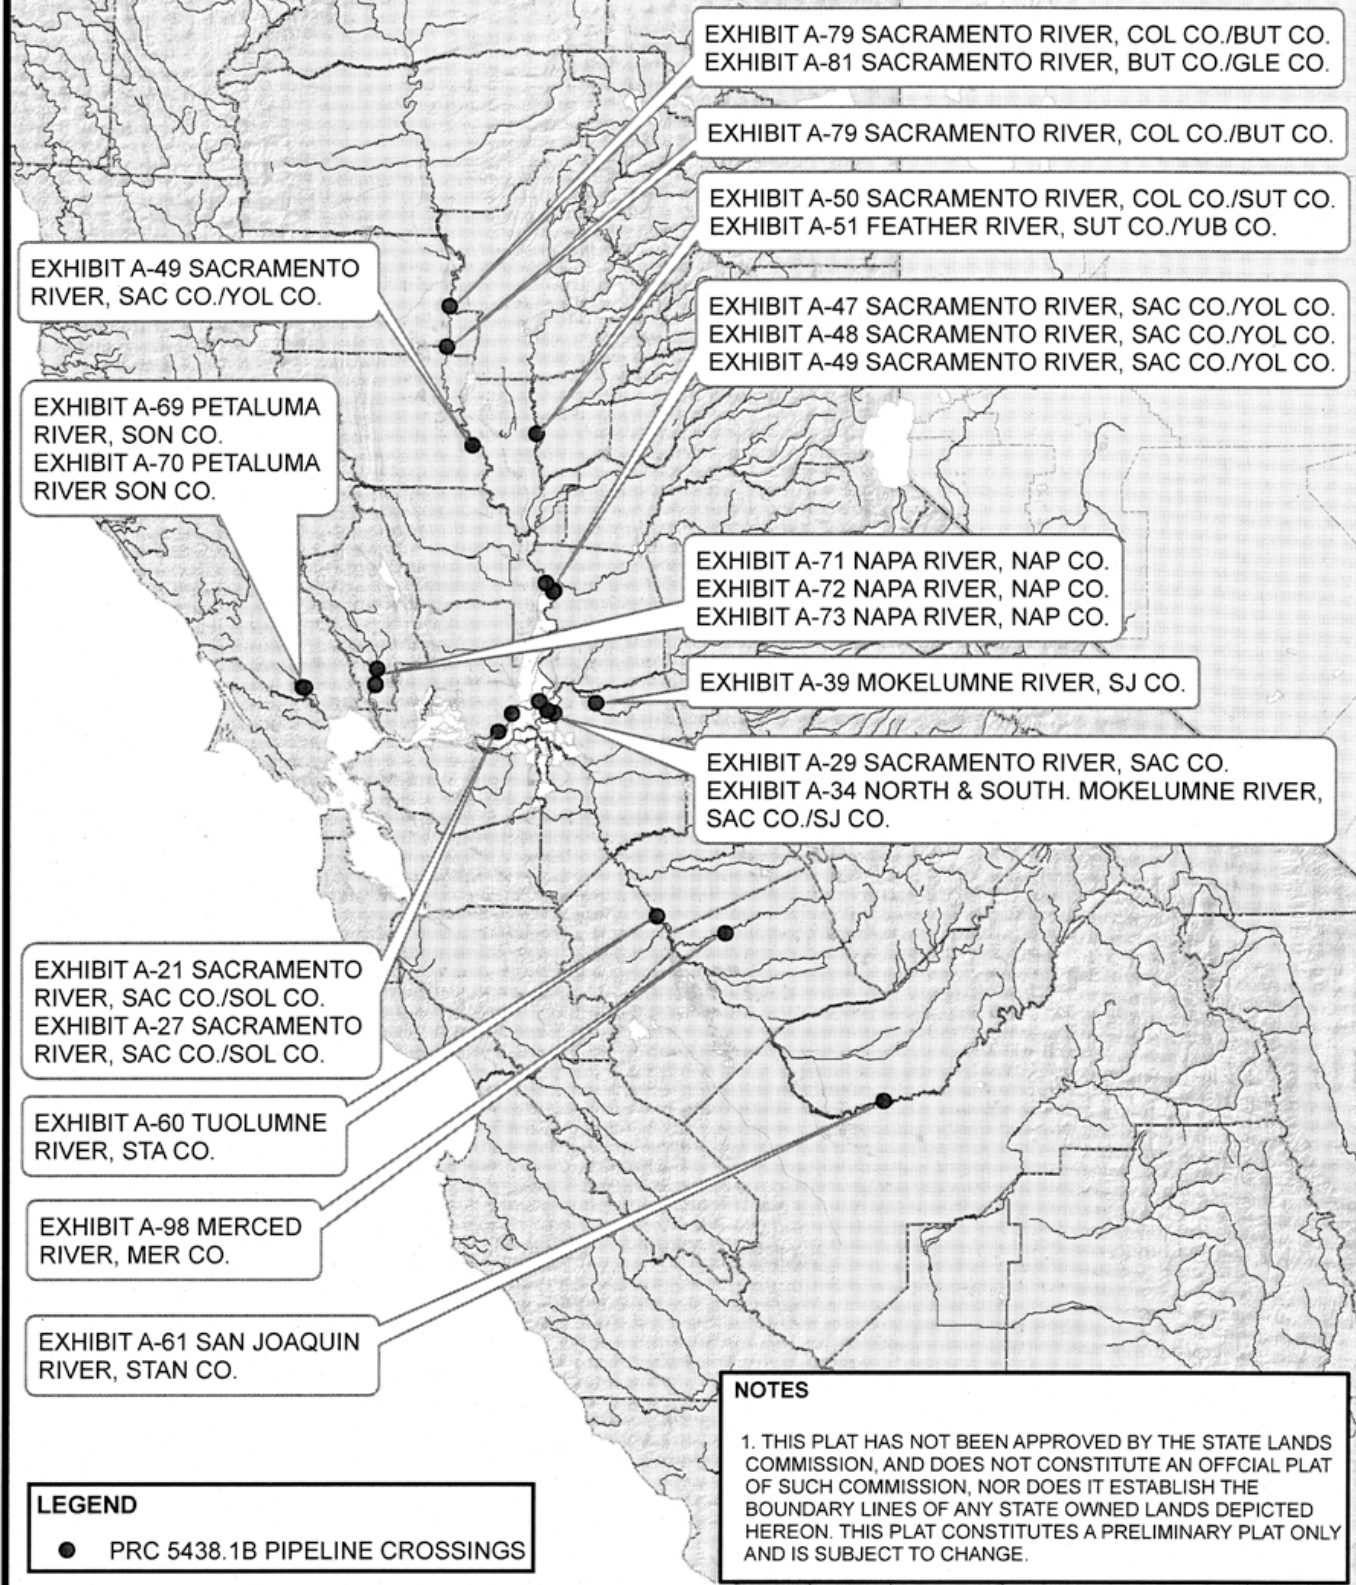 EXHIBIT A-79 SACRAMENTO RIVER, COL CO./BUT CO.
EXHIBIT A-81 SACRAMENTO RIVER, BUT CO./GLE CO.
EXHIBIT A-79 SACRAMENTO RIVER, COL CO./BUT CO.
EXHIBIT A-50 SACRAMENTO RIVER, COL CO./SUT CO.
EXHIBIT A-51 FEATHER RIVER, SUT CO./YUB CO.
EXHIBIT A-49 SACRAMENTO
RIVER, SAC CO./YOL CO.
EXHIBIT A-47 SACRAMENTO RIVER, SAC CO./YOL CO.
EXHIBIT A-48 SACRAMENTO RIVER, SAC CO./YOL CO.
EXHIBIT A-49 SACRAMENTO RIVER, SAC CO./YOL CO.
EXHIBIT A-69 PETALUMA
RIVER, SON CO.
EXHIBIT A-70 PETALUMA
RIVER SON CO.
EXHIBIT A-71 NAPA RIVER, NAP CO.
EXHIBIT A-72 NAPA RIVER, NAP CO.
EXHIBIT A-73 NAPA RIVER, NAP CO.
EXHIBIT A-39 MOKELUMNE RIVER, SJ CO.
EXHIBIT A-29 SACRAMENTO RIVER, SAC CO.
EXHIBIT A-34 NORTH & SOUTH. MOKELUMNE RIVER,
SAC CO./SJ CO.
EXHIBIT A-21 SACRAMENTO
RIVER, SAC CO./SOL CO.
EXHIBIT A-27 SACRAMENTO
RIVER, SAC CO./SOL CO.
EXHIBIT A-60 TUOLUMNE
RIVER, STA CO.
EXHIBIT A-98 MERCED
RIVER, MER CO.
EXHIBIT A-61 SAN JOAQUIN
RIVER, STAN CO.
LEGEND
PRC 5438.1B PIPELINE CROSSINGS
NOTES
1. THIS PLAT HAS NOT BEEN APPROVED BY THE STATE LANDS
COMMISSION, AND DOES NOT CONSTITUTE AN OFFCIAL PLAT
OF SUCH COMMISSION, NOR DOES IT ESTABLISH THE
BOUNDARY LINES OF ANY STATE OWNED LANDS DEPICTED
HEREON. THIS PLAT CONSTITUTES A PRELIMINARY PLAT ONLY
AND IS SUBJECT TO CHANGE.